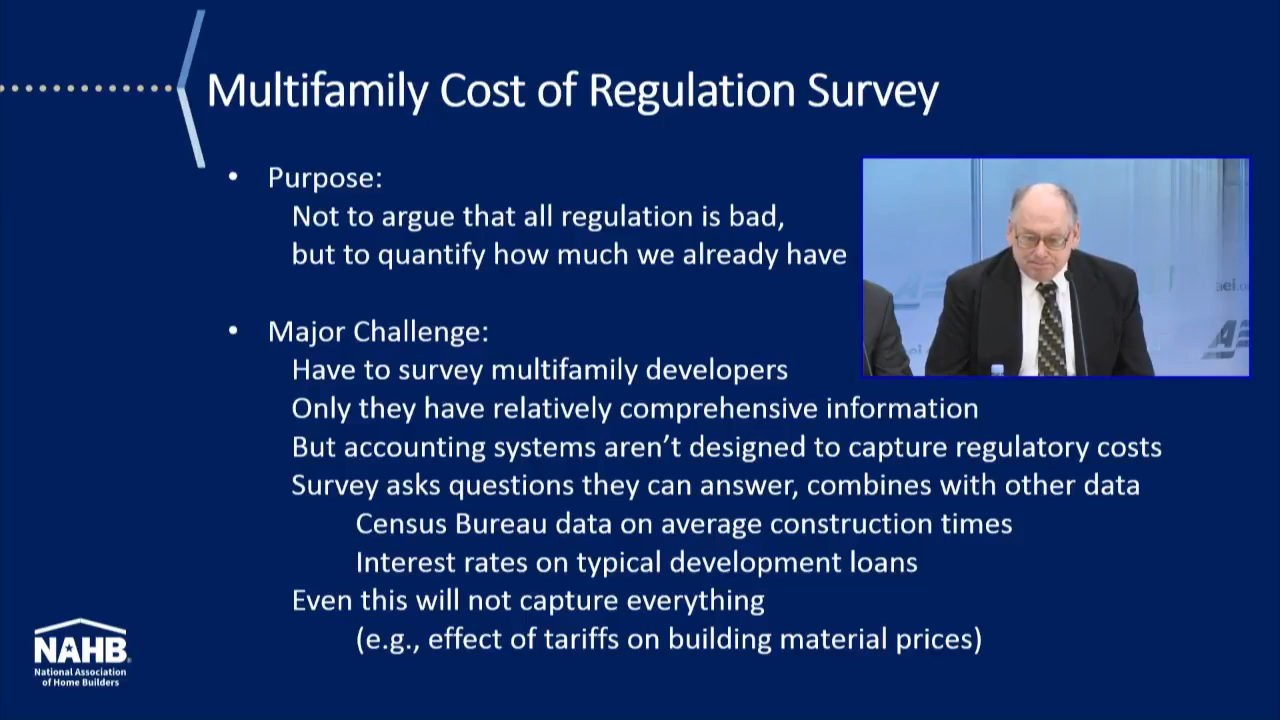 Multifamily Cost of Regulation Survey
• Purpose:
Not to argue that all regulation is bad,
but to quantify how much we already have
• Major Challenge:
Have to survey multifamily developers
Only they have relatively comprehensive information
But accounting systems aren’t designed to capture regulatory costs
Survey asks questions they can answer, combines with other data
Census Bureau data on average construction times
Interest rates on typical development loans
Even this will not capture everything
(e.g., effect of tariffs on building material prices)
NAHB®
National Association
of Home Builders